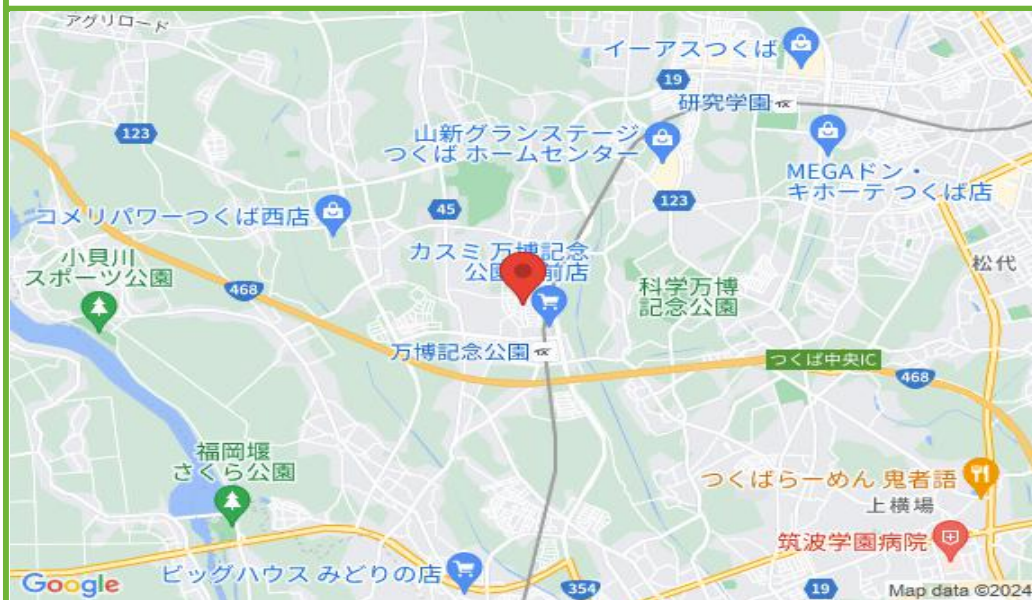 アグリロード
イーアスつくば
19
研究学園
123
山新グランステージ
つくば ホームセンター
MEGAドン・
キホーテ つくば店
123
コメリパワーつくば西店
45
小貝川
スポーツ公園
カスミ 万博記念
公園 前店
松代
科学万博
記念公園
468
万博記念公園
つくば中央IC
468
福岡堰
さくら公園
つくばらーめん 鬼者語
上横場
筑波学園病院
ビッグハウス みどりの店
354
19
Google
Map data ©2024